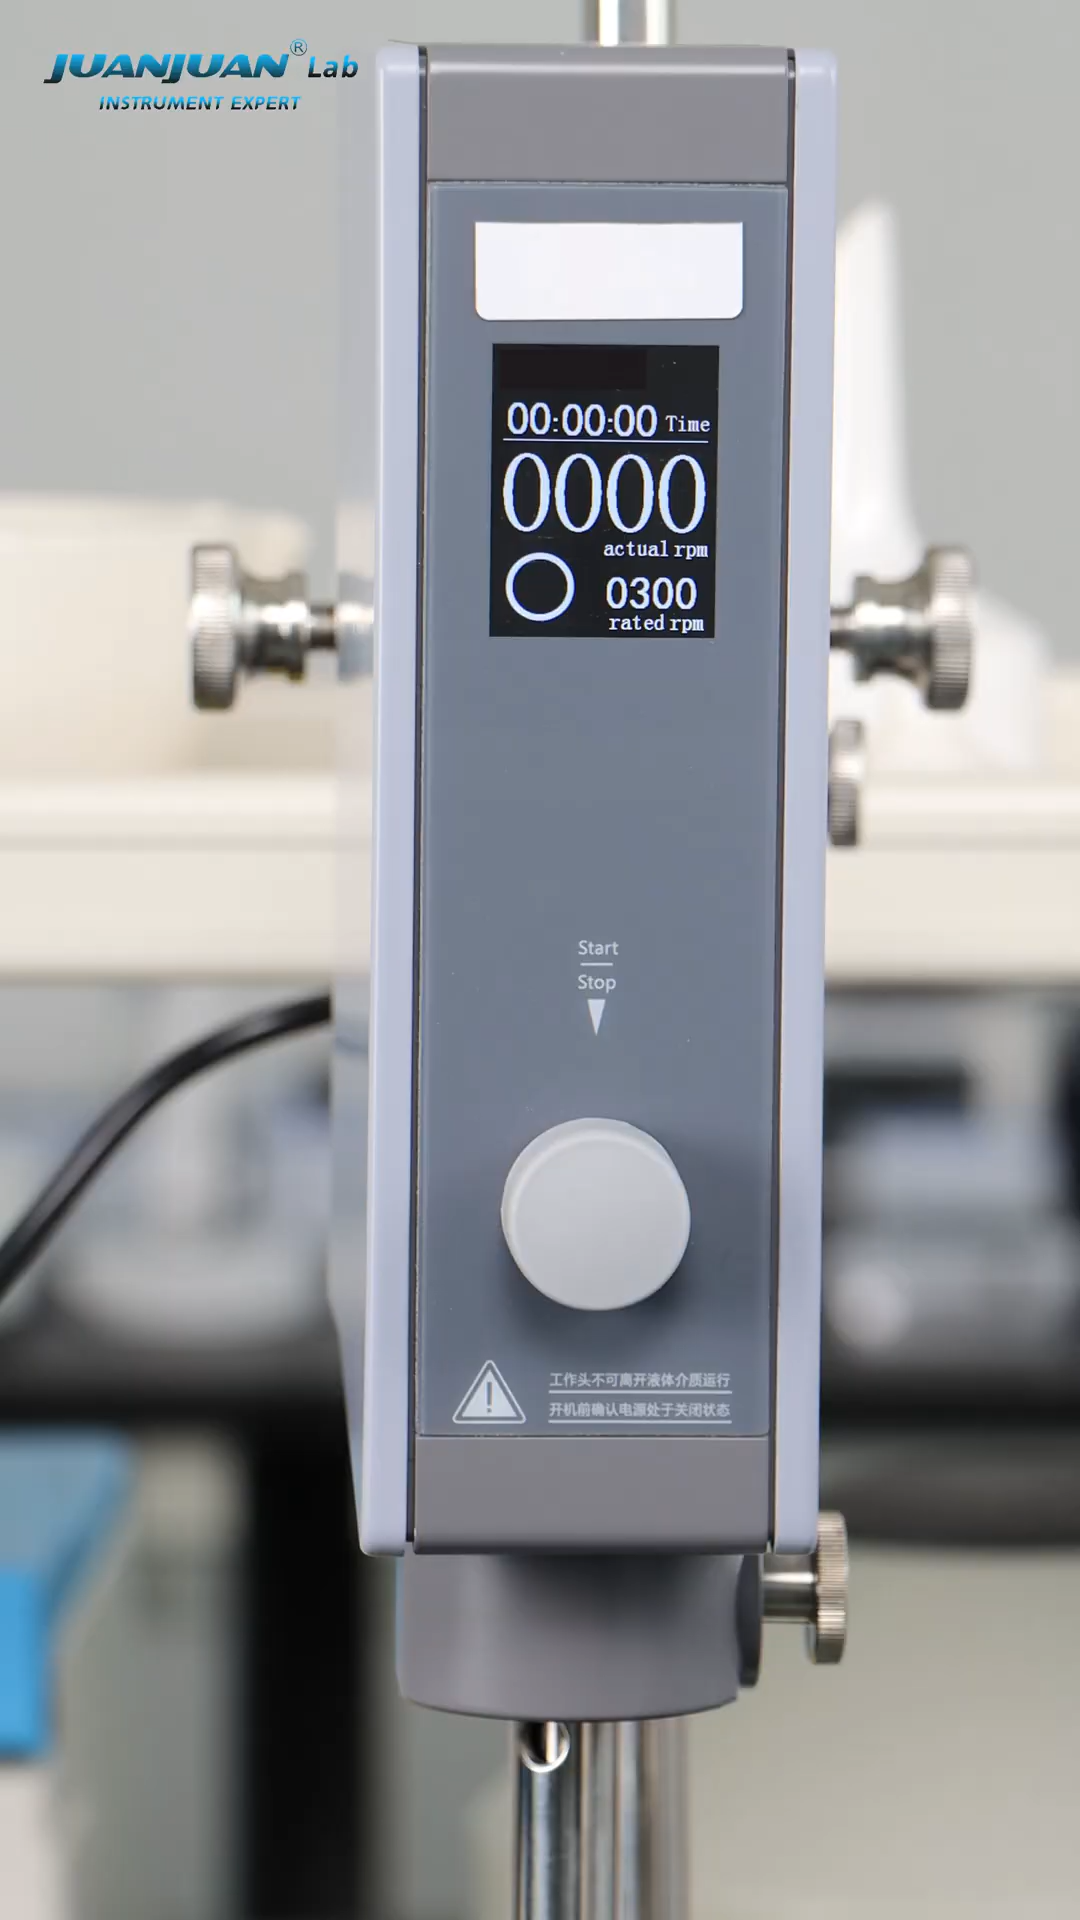 JUANJUAN® Lab
INSTRUMENT EXPERT
00:00:00 Time
0000
actual rpm
0300
rated rpm
Start
Stop
工作头不可离开液体介质运行
开机前确认电源处于关闭状态